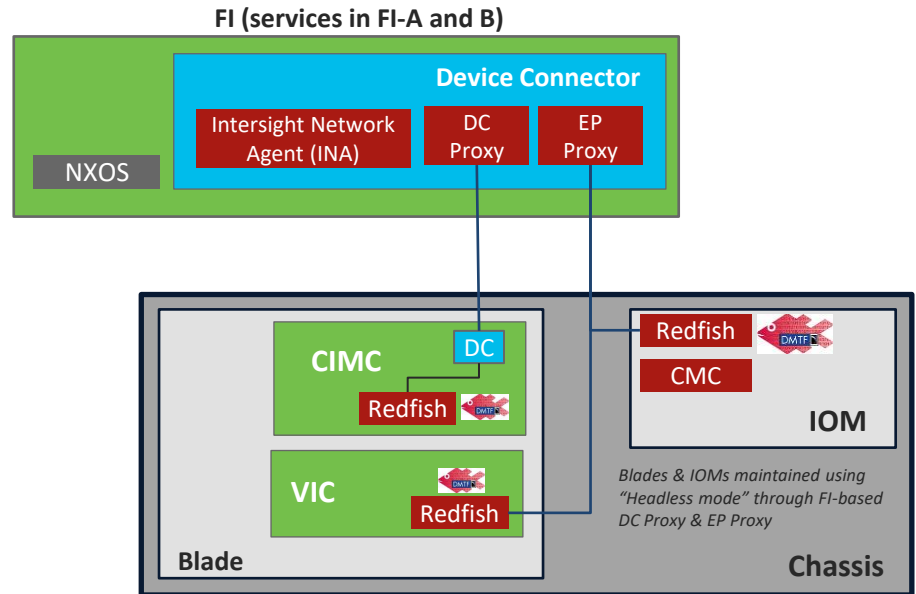 FI (services in FI-A and B)
Device Connector
Intersight Network
Agent (INA)
DC
Proxy
EP
Proxy
NXOS
DC
CIMC
Redfish
DMTF
VIC
DMTF
Redfish
Blade
Redfish
DMTF
CMC
IOM
Blades & IOMs maintained using
“Headless mode” through FI-based
DC Proxy & EP Proxy
Chassis